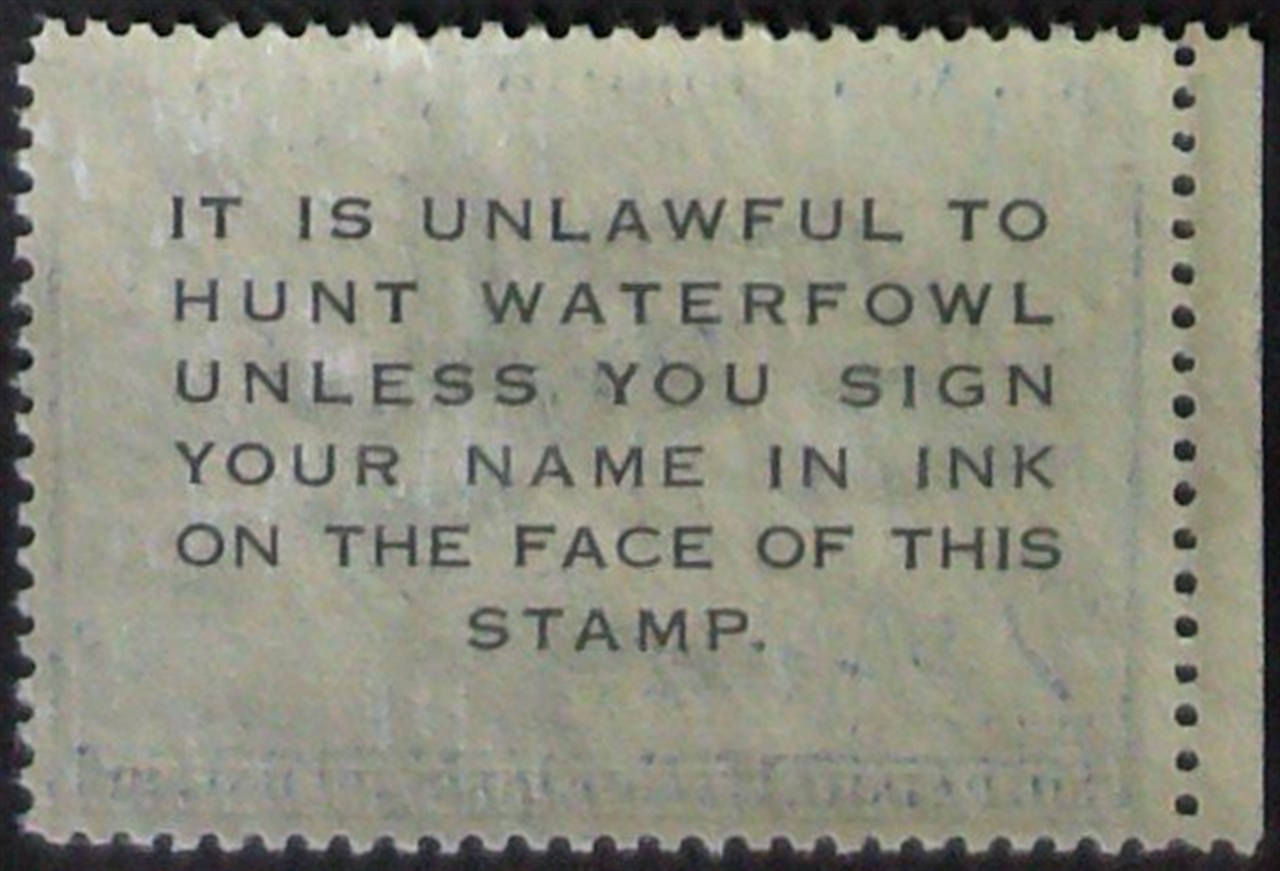 IT IS UNLAWFUL TO
HUNT WATERFOWL
UNLESS YOU SIGN
YOUR NAME IN INK
ON THE FACE OF THIS
STAMP.